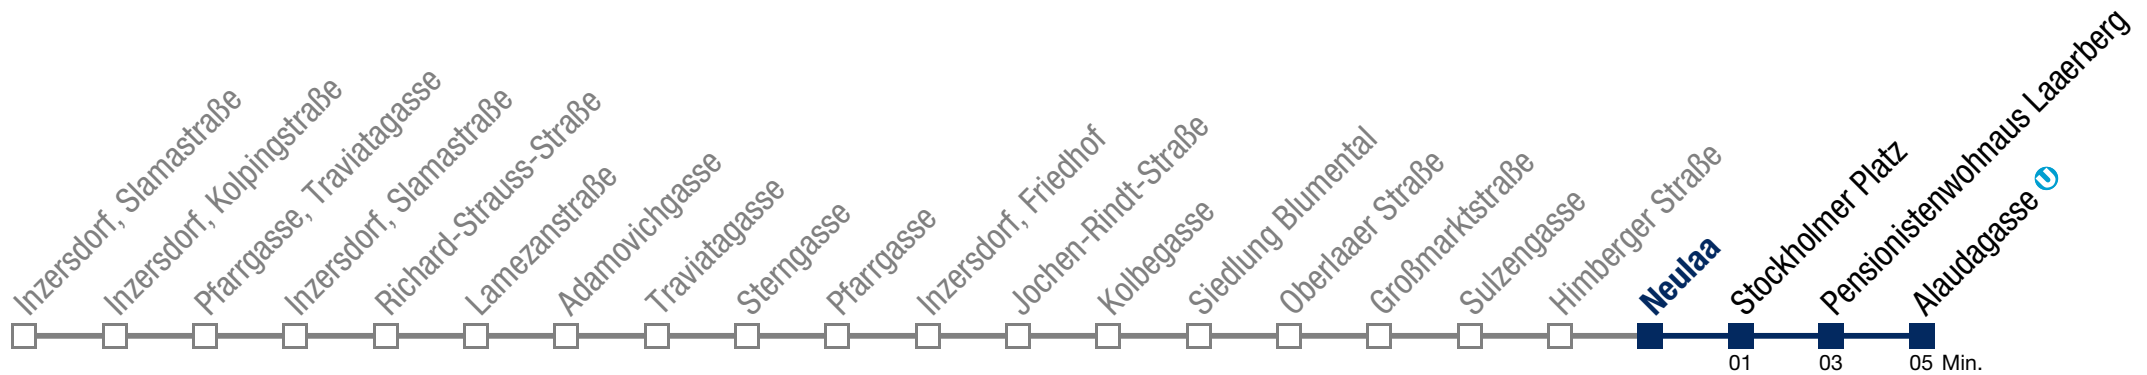 Inzersdorf, Slamastraße
Inzersdorf, Kolpingstraße
Pfarrgasse, Traviatagasse
Inzersdorf, Slamastraße
Richard-Strauss-Straße
Lamezanstraße
Adamovichgasse
Traviatagasse
Sterngasse
Pfarrgasse
Inzersdorf, Friedhof
Jochen-Rindt-Straße
Kolbegasse
Siedlung Blumental
Oberlaaer Straße
Großmarktstraße
Sulzengasse
Himberger Straße
Neulaa
Stockholmer Platz
Pensionistenwohnaus Laaerberg
Alaudagasse U
01 03 05 Min.